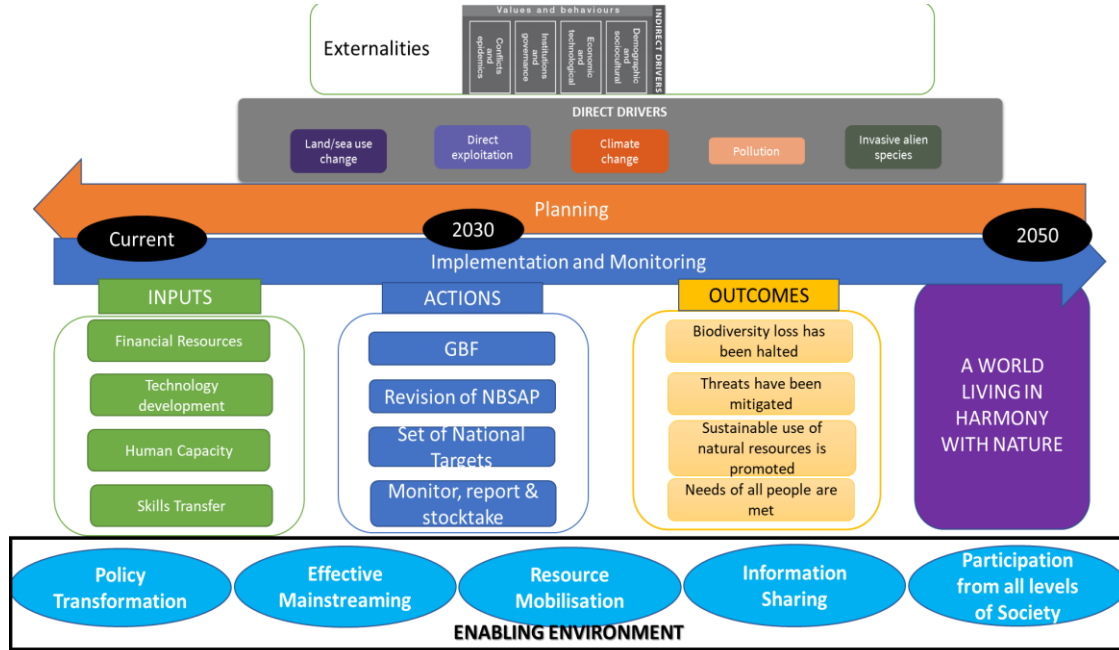 Externalities
Values and behaviours
Conflicts
and
epidemics
Institutions
and
governance
Economic
and
technological
Demographic
and
sociocultural
INDIRECT DRIVERS
DIRECT DRIVERS
Land/sea use
change
Direct
exploitation
Climate
change
Pollution
Invasive alien
species
Planning
Current
2030
2050
Implementation and Monitoring
INPUTS
Financial Resources
Technology
development
Human Capacity
Skills Transfer
ACTIONS
GBF
Revision of NBSAP
Set of National
Targets
Monitor, report &
stocktake
OUTCOMES
Biodiversity loss has
been halted
Threats have been
mitigated
Sustainable use of
natural resources is
promoted
Needs of all people are
met
A WORLD
LIVING IN
HARMONY
WITH NATURE
Policy
Transformation
Effective
Mainstreaming
Resource
Mobilisation
Information
Sharing
Participation
from all levels
of Society
ENABLING ENVIRONMENT